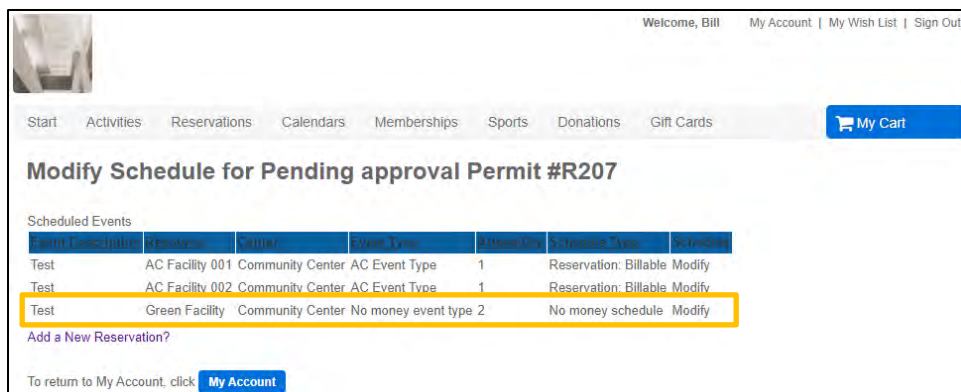 Welcome, Bill My Account | My Wish List | Sign Out
Start Activities Reservations Calendars Memberships Sports Donations Gift Cards My Cart
Modify Schedule for Pending approval Permit #R207
Scheduled Events
Event Description Resource Center Event Type Attend Qty Schedule Type Schedule
Test AC Facility 001 Community Center AC Event Type 1 Reservation: Billable Modify
Test AC Facility 002 Community Center AC Event Type 1 Reservation: Billable Modify
Test Green Facility Community Center No money event type 2 No money schedule Modify
Add a New Reservation?
To return to My Account, click My Account